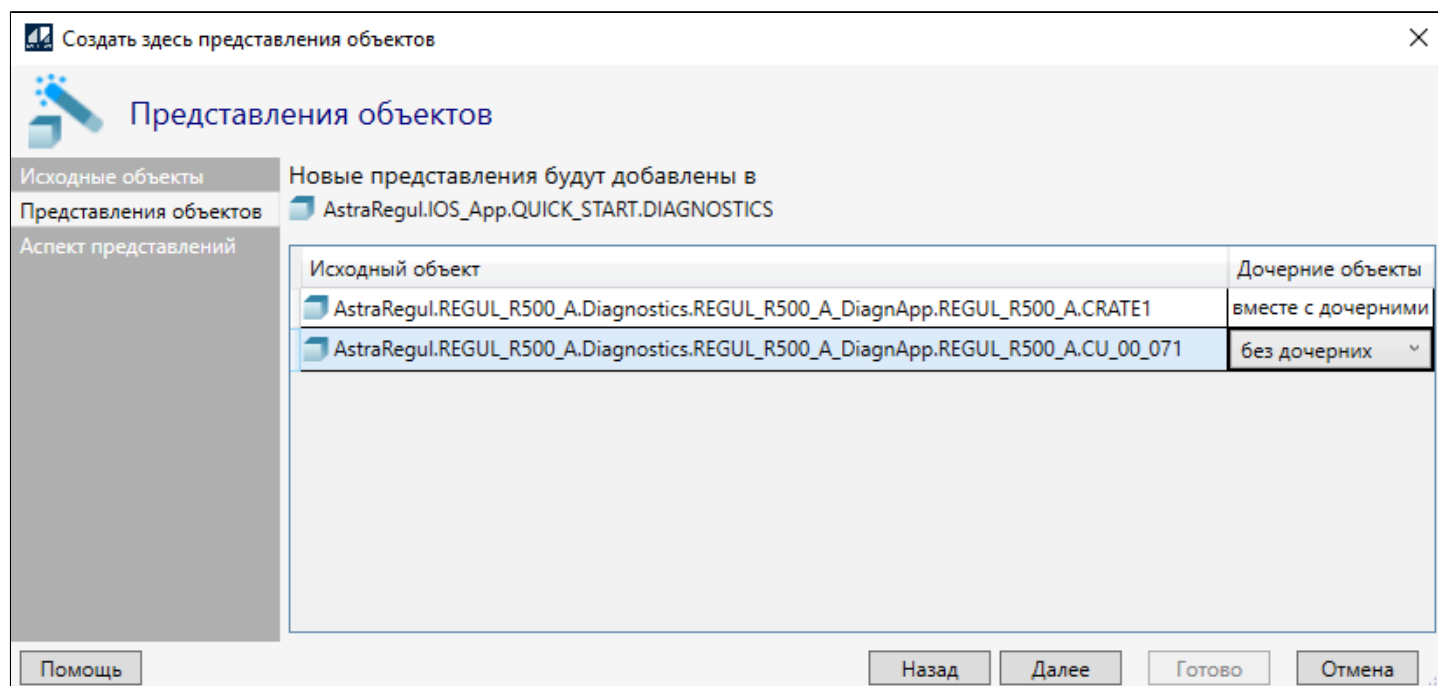 Создать здесь представления объектов
Представления объектов
Исходные объекты
Представления объектов
Аспект представлений
Новые представления будут добавлены в
AstraRegul.IOS_App.QUICK_START.DIAGNOSTICS
Исходный объект Дочерние объекты
AstraRegul.REGUL_R500_A.Diagnostics.REGUL_R500_A_DiagnApp.REGUL_R500_A.CRATE1 вместе с дочерними
AstraRegul.REGUL_R500_A.Diagnostics.REGUL_R500_A_DiagnApp.REGUL_R500_A.CU_00_071 без дочерних
Помощь Назад Далее Готово Отмена